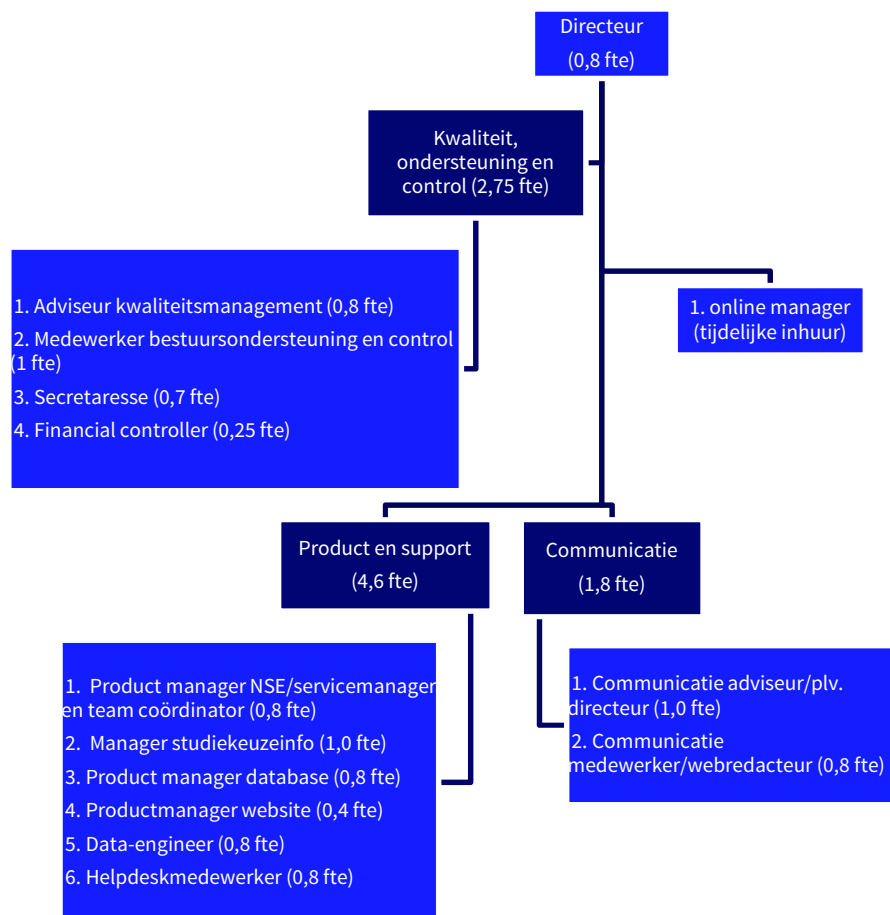 Directeur
(0,8 fte)
Kwaliteit,
ondersteuning en
control (2,75 fte)
1. Adviseur kwaliteitsmanagement (0,8 fte)
2. Medewerker bestuursondersteuning en control
(1 fte)
3. Secretaresse (0,7 fte)
4. Financial controller (0,25 fte)
1. online manager
(tijdelijke inhuur)
Product en support
(4,6 fte)
Communicatie
(1,8 fte)
1. Product manager NSE/servicemanager
en team coördinator (0,8 fte)
2. Manager studiekeuzeinfo (1,0 fte)
3. Product manager database (0,8 fte)
4. Productmanager website (0,4 fte)
5. Data-engineer (0,8 fte)
6. Helpdeskmedewerker (0,8 fte)
1. Communicatie adviseur/plv.
directeur (1,0 fte)
2. Communicatie
medewerker/webredacteur (0,8 fte)